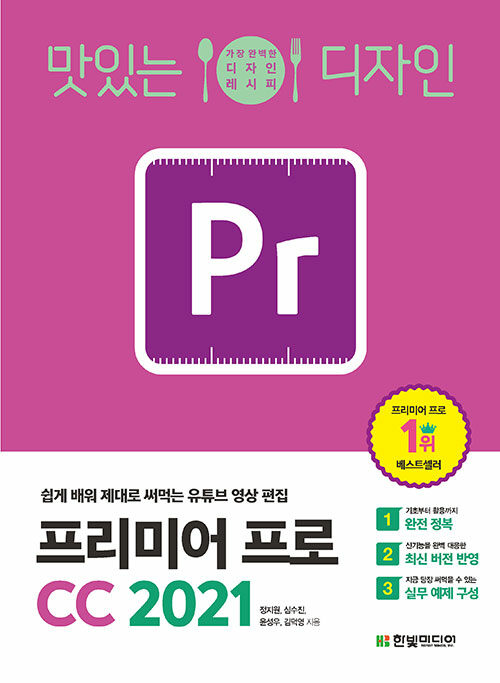 맛있는
가장 완벽한
디자인
레시피
디자인
Pr
프리미어 프로
1위
베스트셀러
쉽게 배워 제대로 써먹는 유튜브 영상 편집
프리미어 프로
CC 2021
정지원, 심수진,
윤성우, 김덕영 지음
1 기초부터 활용까지
완전 정복
2 신기능을 완벽 대응한
최신 버전 반영
3 지금 당장 써먹을 수 있는
실무 예제 구성
HB 한빛미디어